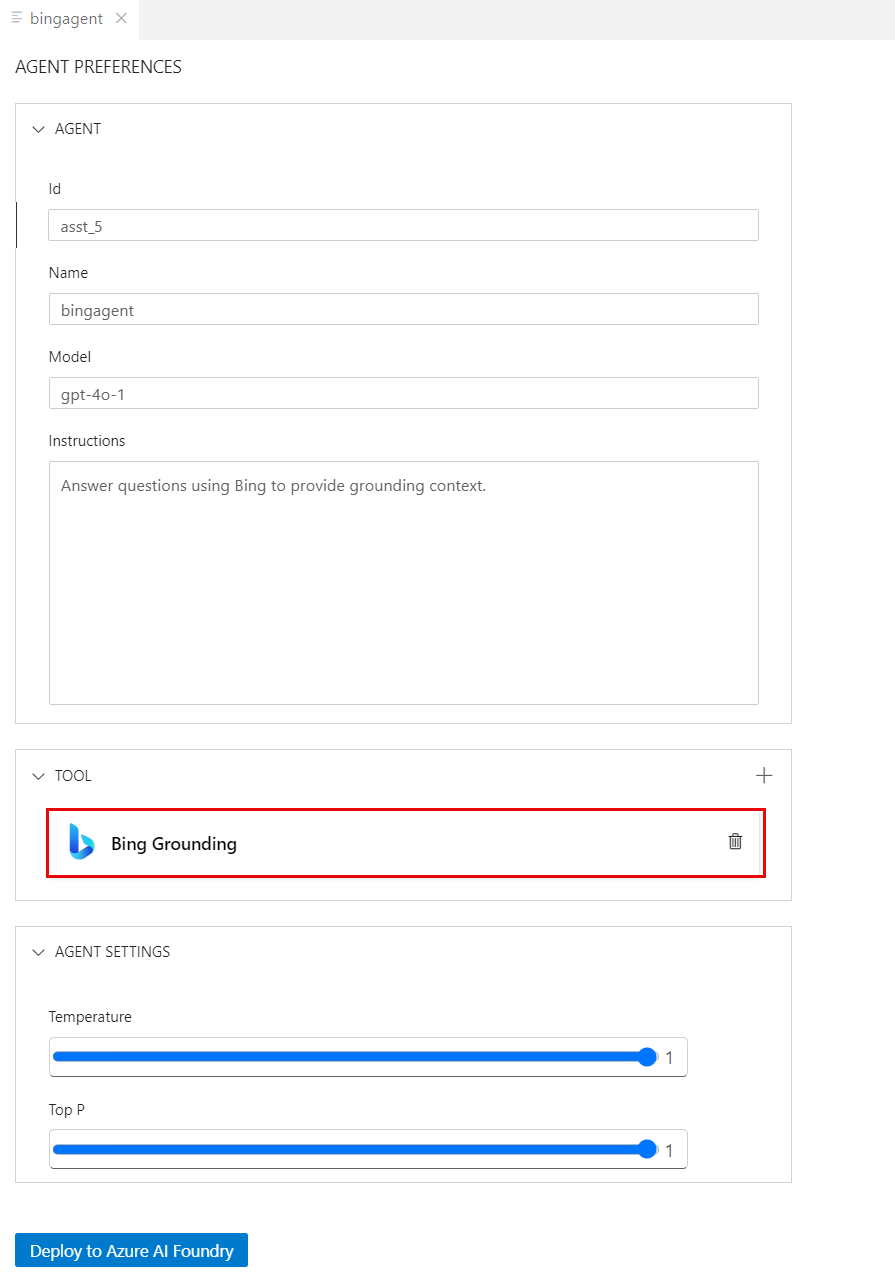 bingagent
AGENT PREFERENCES
AGENT
Id
asst_5
Name
bingagent
Model
gpt-4o-1
Instructions
Answer questions using Bing to provide grounding context.
TOOL
Bing Grounding
AGENT SETTINGS
Temperature
1
Top P
1
Deploy to Azure AI Foundry